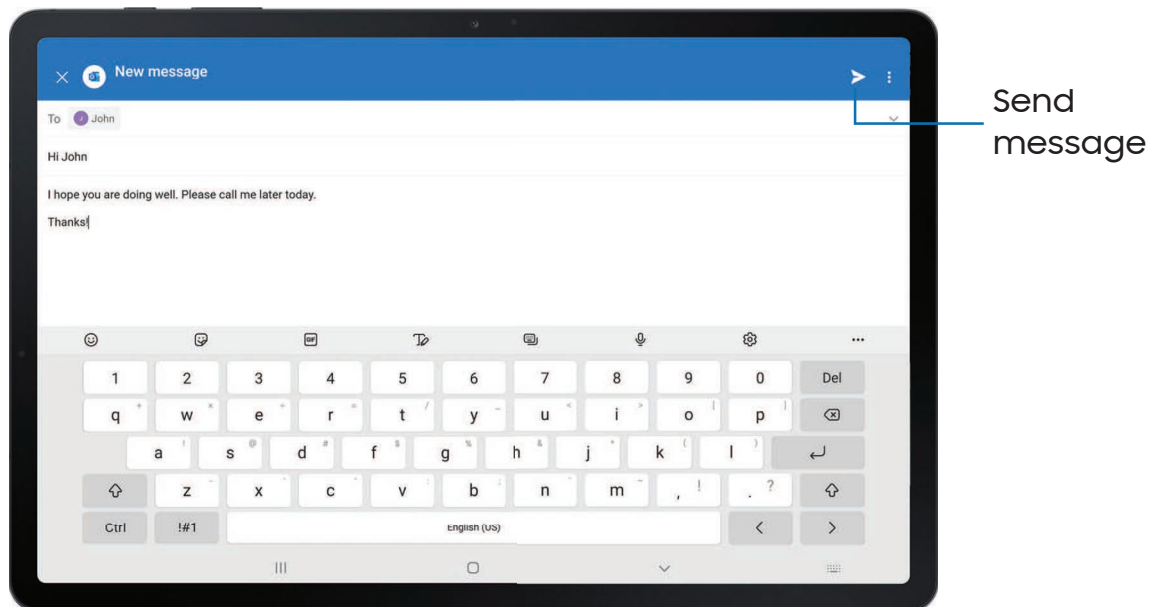 New message
Send
message
To John
Hi John
I hope you are doing well. Please call me later today.
Thanks!
GIF
1 2 3 4 5 6 7 8 9 0 Del
q w e r t y u i o p
a s d f g h j k l
z x c v b n m , ! . ?
Ctrl !#1 English (US) < >